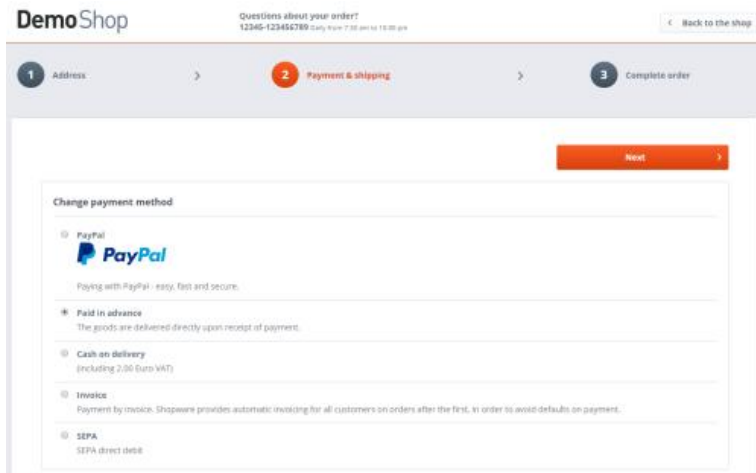 DemoShop
Questions about your order?
12345-123456789 Daily from 7:30 am to 10:00 pm
Back to the shop
1 Address
2 Payment & shipping
3 Complete order
Next
Change payment method
PayPal
PayPal
Paying with PayPal - easy, fast and secure.
Paid in advance
The goods are delivered directly upon receipt of payment.
Cash on delivery
(including 2,00 Euro VAT)
Invoice
Payment by invoice. Shopware provides automatic invoicing for all customers on orders after the first, in order to avoid defaults on payment.
SEPA
SEPA direct debit